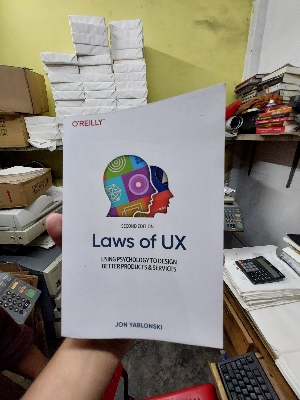 O'REILLY
SECOND EDITION
Laws of UX
USING PSYCHOLOGY TO DESIGN
BETTER PRODUCTS & SERVICES
JON YABLONSKI